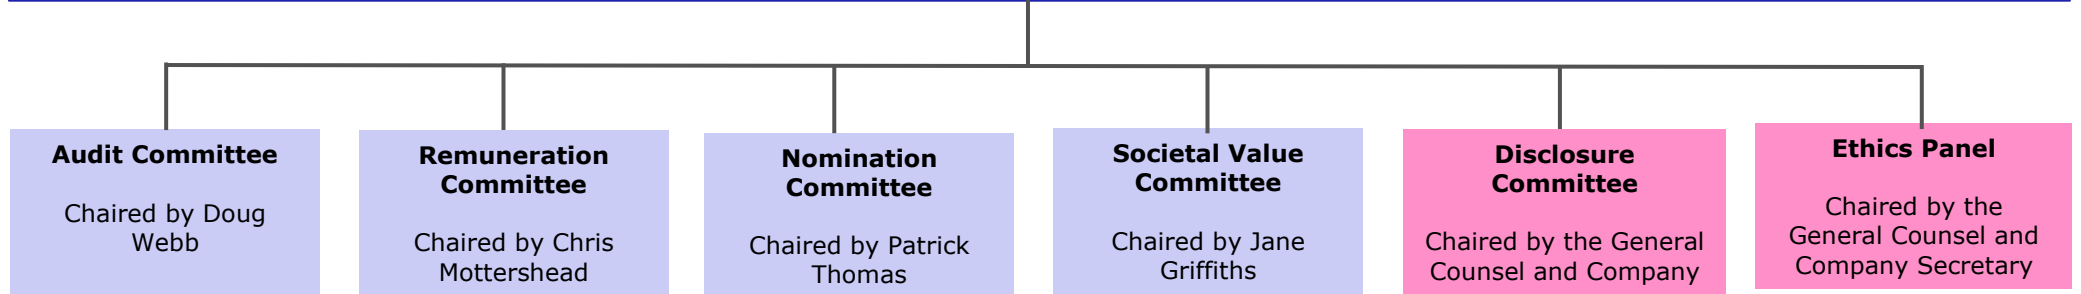 Audit Committee
Chaired by Doug
Webb
Remuneration
Committee
Chaired by Chris
Mottershead
Nomination
Committee
Chaired by Patrick
Thomas
Societal Value
Committee
Chaired by Jane
Griffiths
Disclosure
Committee
Chaired by the General
Counsel and Company
Ethics Panel
Chaired by the
General Counsel and
Company Secretary